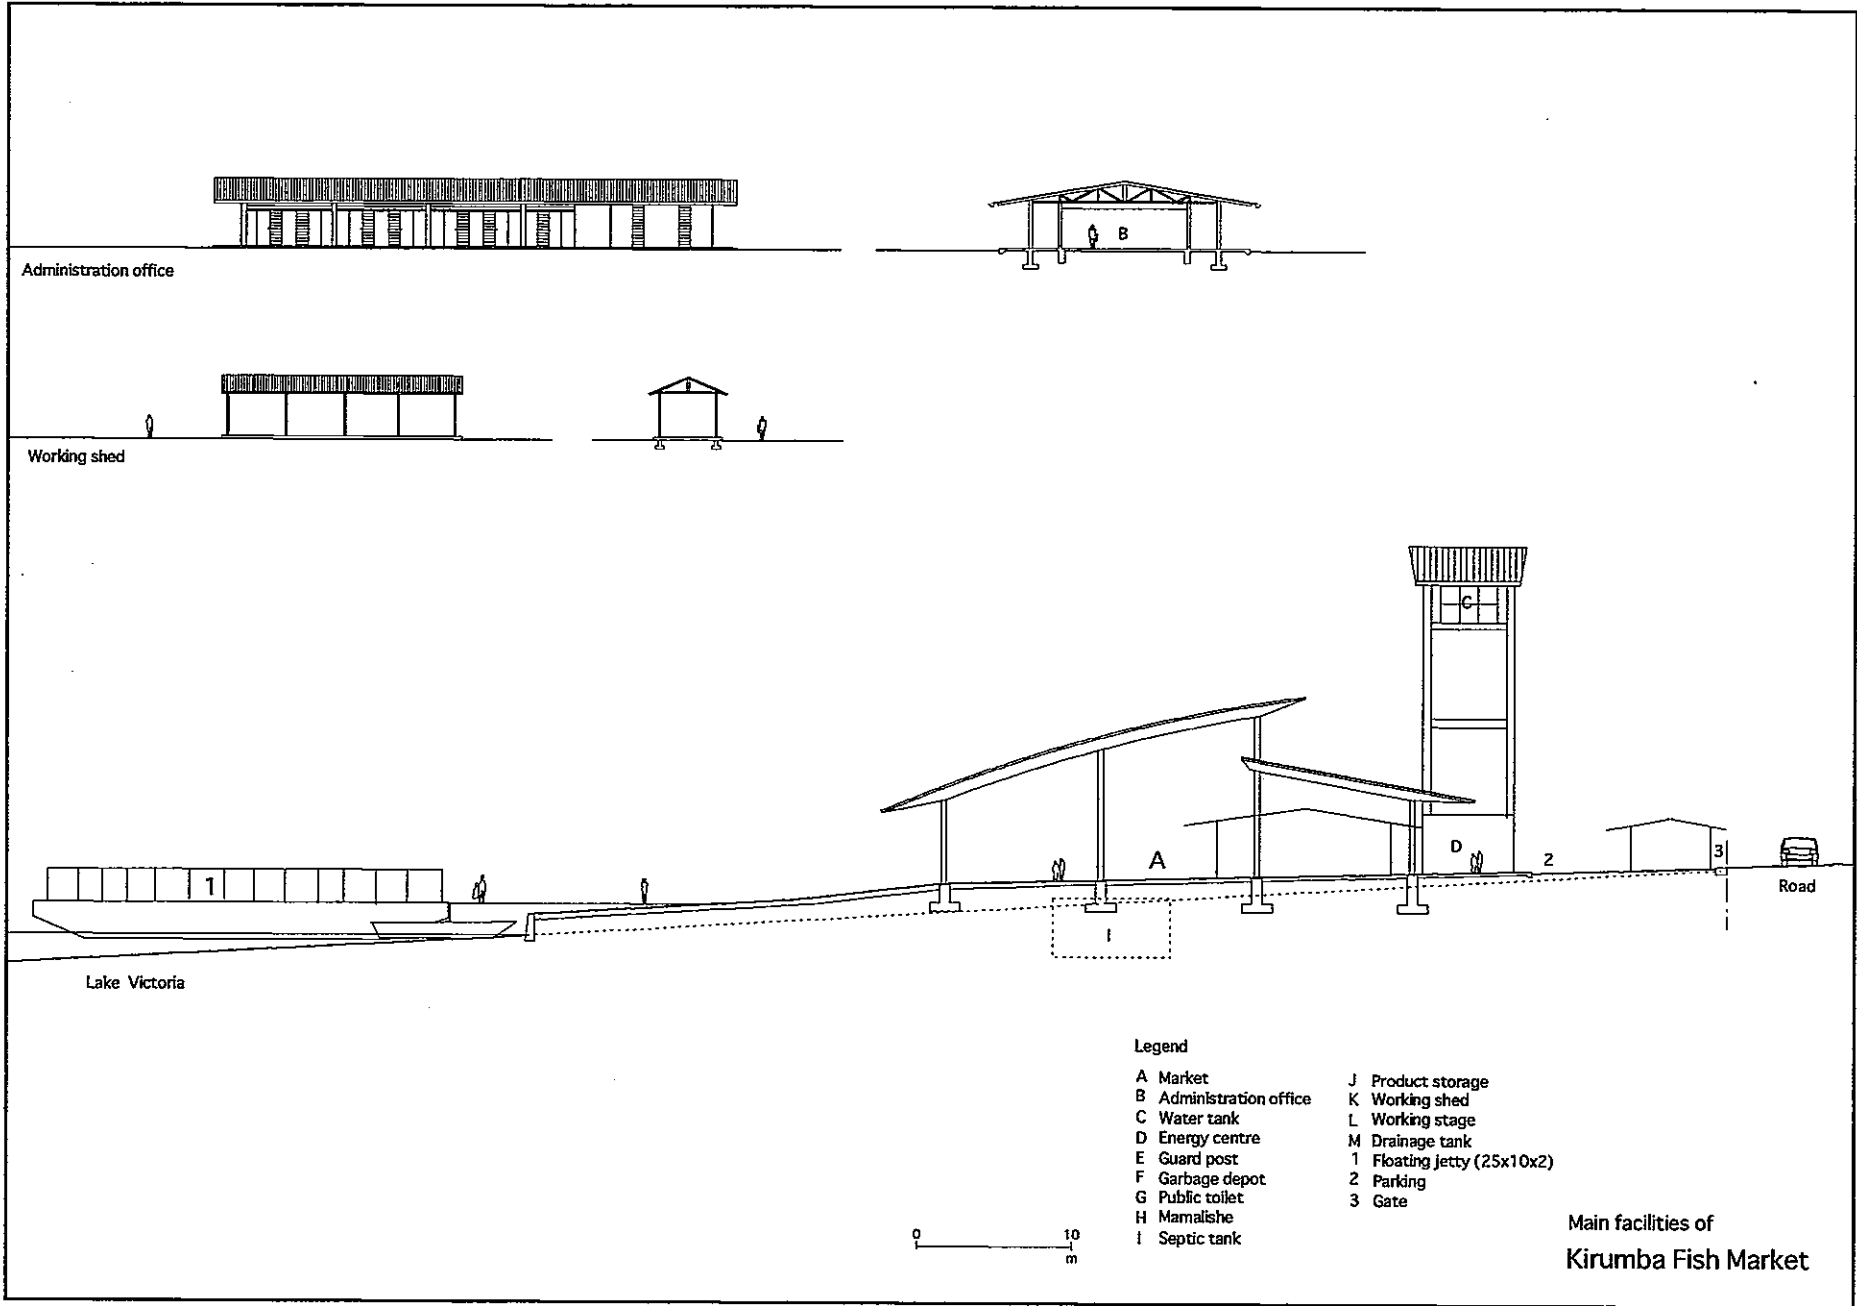 B
Administration office
Working shed
C
1
A
D
2
3
Road
I
Lake Victoria
Legend
A Market
B Administration office
C Water tank
D Energy centre
E Guard post
F Garbage depot
G Public toilet
H Mamalishe
I Septic tank
J Product storage
K Working shed
L Working stage
M Drainage tank
1 Floating jetty (25x10x2)
2 Parking
3 Gate
0 10
m
Main facilities of
Kirumba Fish Market